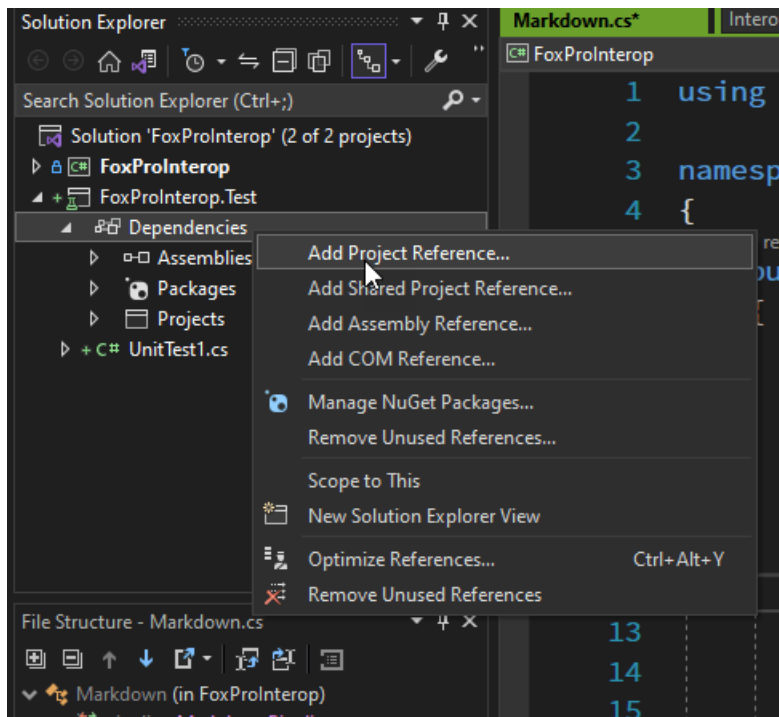 Solution Explorer
Search Solution Explorer (Ctrl+;)
Solution 'FoxProInterop' (2 of 2 projects)
C# FoxProInterop
FoxProInterop.Test
Dependencies
Assemblies
Packages
Projects
C# UnitTest1.cs
Add Project Reference...
Add Shared Project Reference...
Add Assembly Reference...
Add COM Reference...
Manage NuGet Packages...
Remove Unused References...
Scope to This
New Solution Explorer View
Optimize References... Ctrl+Alt+Y
Remove Unused References
File Structure - Markdown.cs
Markdown (in FoxProInterop)
Markdown.cs*
Intero
C# FoxProInterop
1 using
2
3 namesp
4 {
re
ou
{
13
14
15